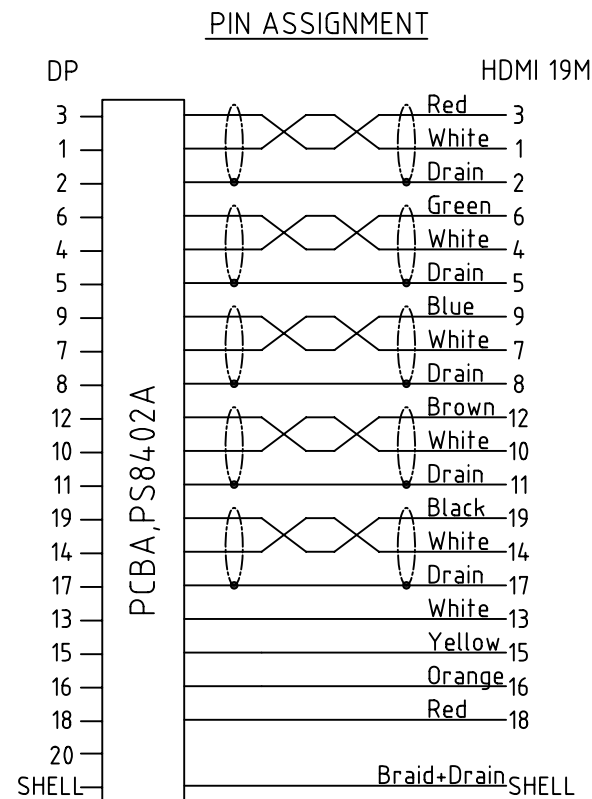 PIN ASSIGNMENT
DP HDMI 19M
3 Red 3
1 White 1
2 Drain 2
6 Green 6
4 White 4
5 Drain 5
9 Blue 9
7 White 7
8 Drain 8
12 Brown 12
10 White 10
11 Drain 11
19 Black 19
14 White 14
17 Drain 17
13 White 13
15 Yellow 15
16 Orange 16
18 Red 18
20
SHELL Braid+Drain SHELL
PCBA,PS8402A